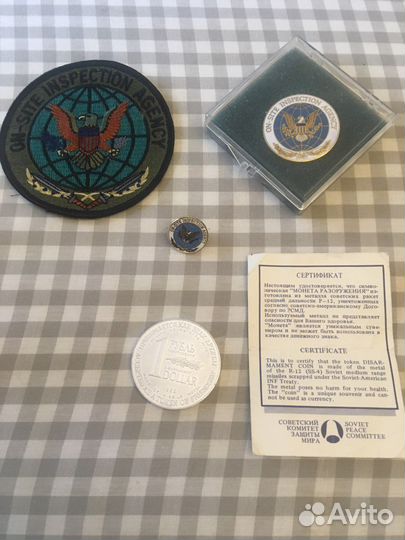 ON-SITE INSPECTION AGENCY
ON-SITE INSPECTION AGENCY
1
DISAR
DOLLAR
СЕРТИФИКАТ
Настоящим удостоверяется, что симво-
лическая "МОНЕТА РАЗОРУЖЕНИЯ" из-
готовлена из металла советских ракет
средней дальности Р-12, уничтоженных
согласно советско-американскому Дого-
вору по РСМД.
Используемый металл не представляет
опасности для Вашего здоровья.
"Монета" является уникальным суве-
ниром и не может быть использована в
качестве денежного знака.
CERTIFICATE
This is to certify that the token DISAR-
MAMENT COIN is made of the metal
of the R-12 (SS-4) Soviet medium range
missiles scrapped under the Soviet-American
INF Treaty.
The metal poses no harm for your health.
The "coin" is a unique souvenir and can-
not be used as currency.
СОВЕТСКИЙ
КОМИТЕТ
ЗАЩИТЫ
МИРА
SOVIET
PEACE
COMMITTEE
Avito